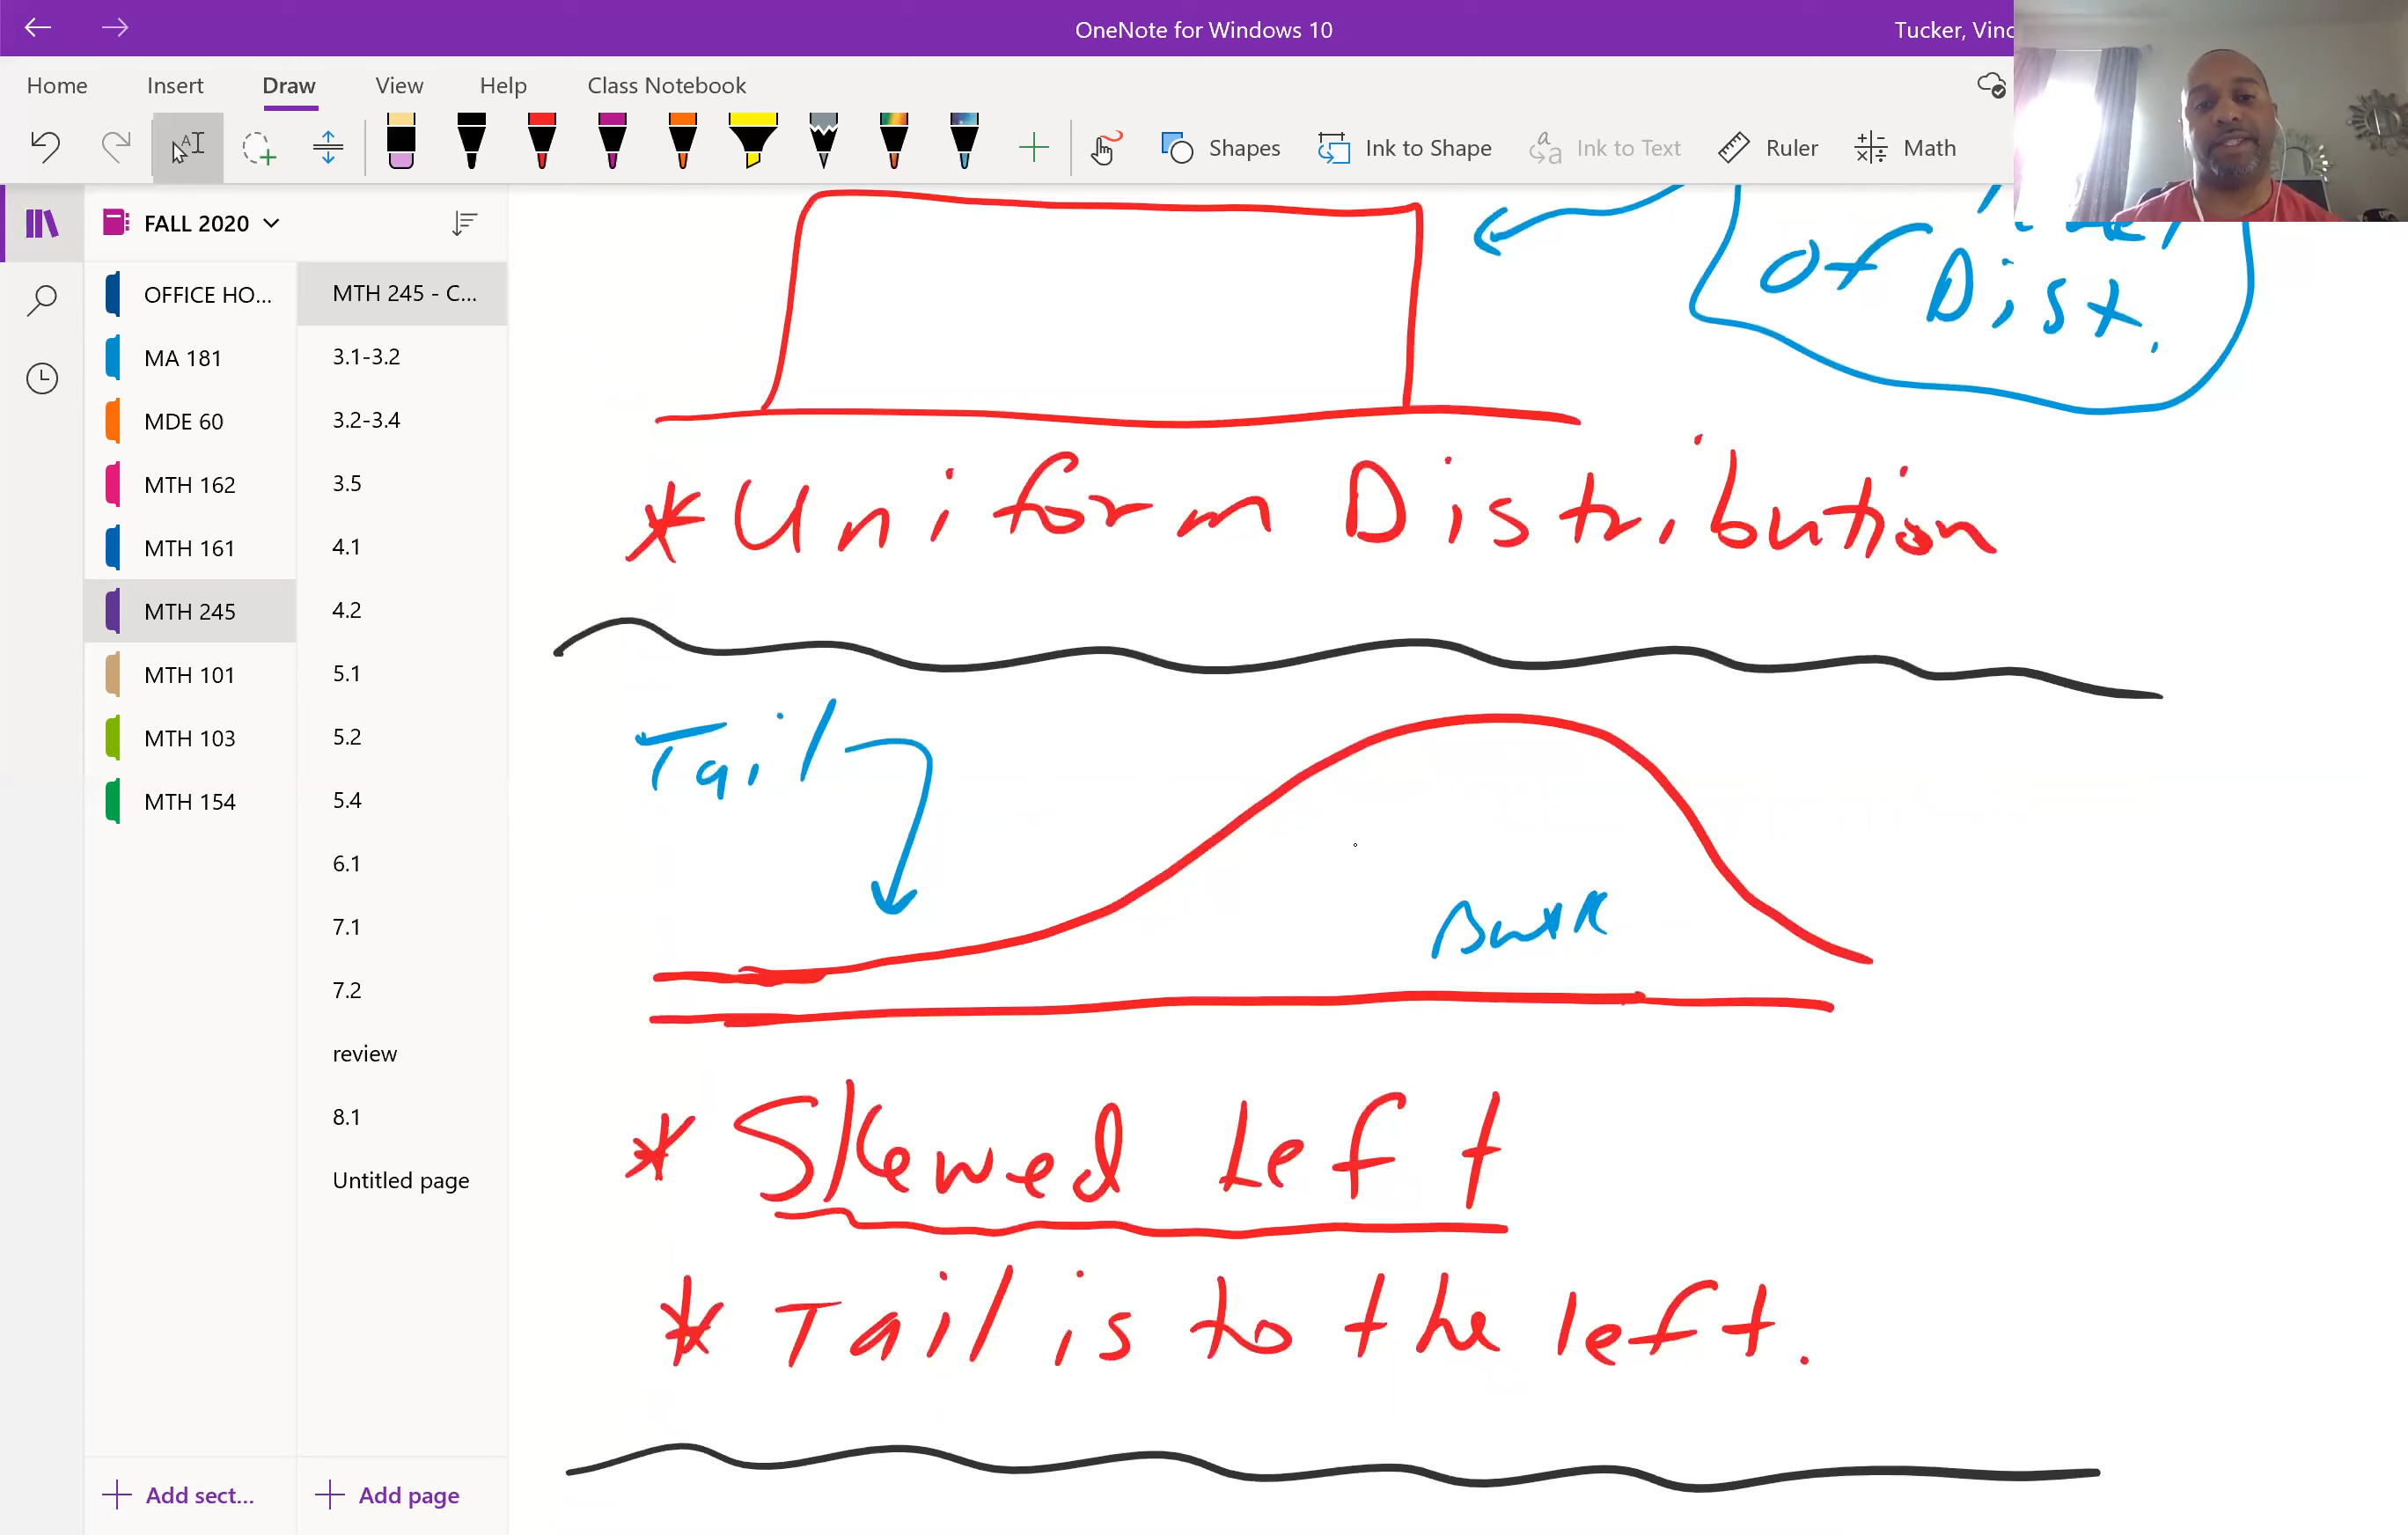 OneNote for Windows 10
Tucker, Vinc
Home Insert Draw View Help Class Notebook
Shapes Ink to Shape Ink to Text Ruler Math
FALL 2020
OFFICE HO...
MA 181
MDE 60
MTH 162
MTH 161
MTH 245
MTH 101
MTH 103
MTH 154
Add sect...
MTH 245 - C...
3.1-3.2
3.2-3.4
3.5
4.1
4.2
5.1
5.2
5.4
6.1
7.1
7.2
review
8.1
Untitled page
Add page
of Dist.
* Uniform Distribution
Tail
Bulk
* Skewed Left
* Tail is to the left.